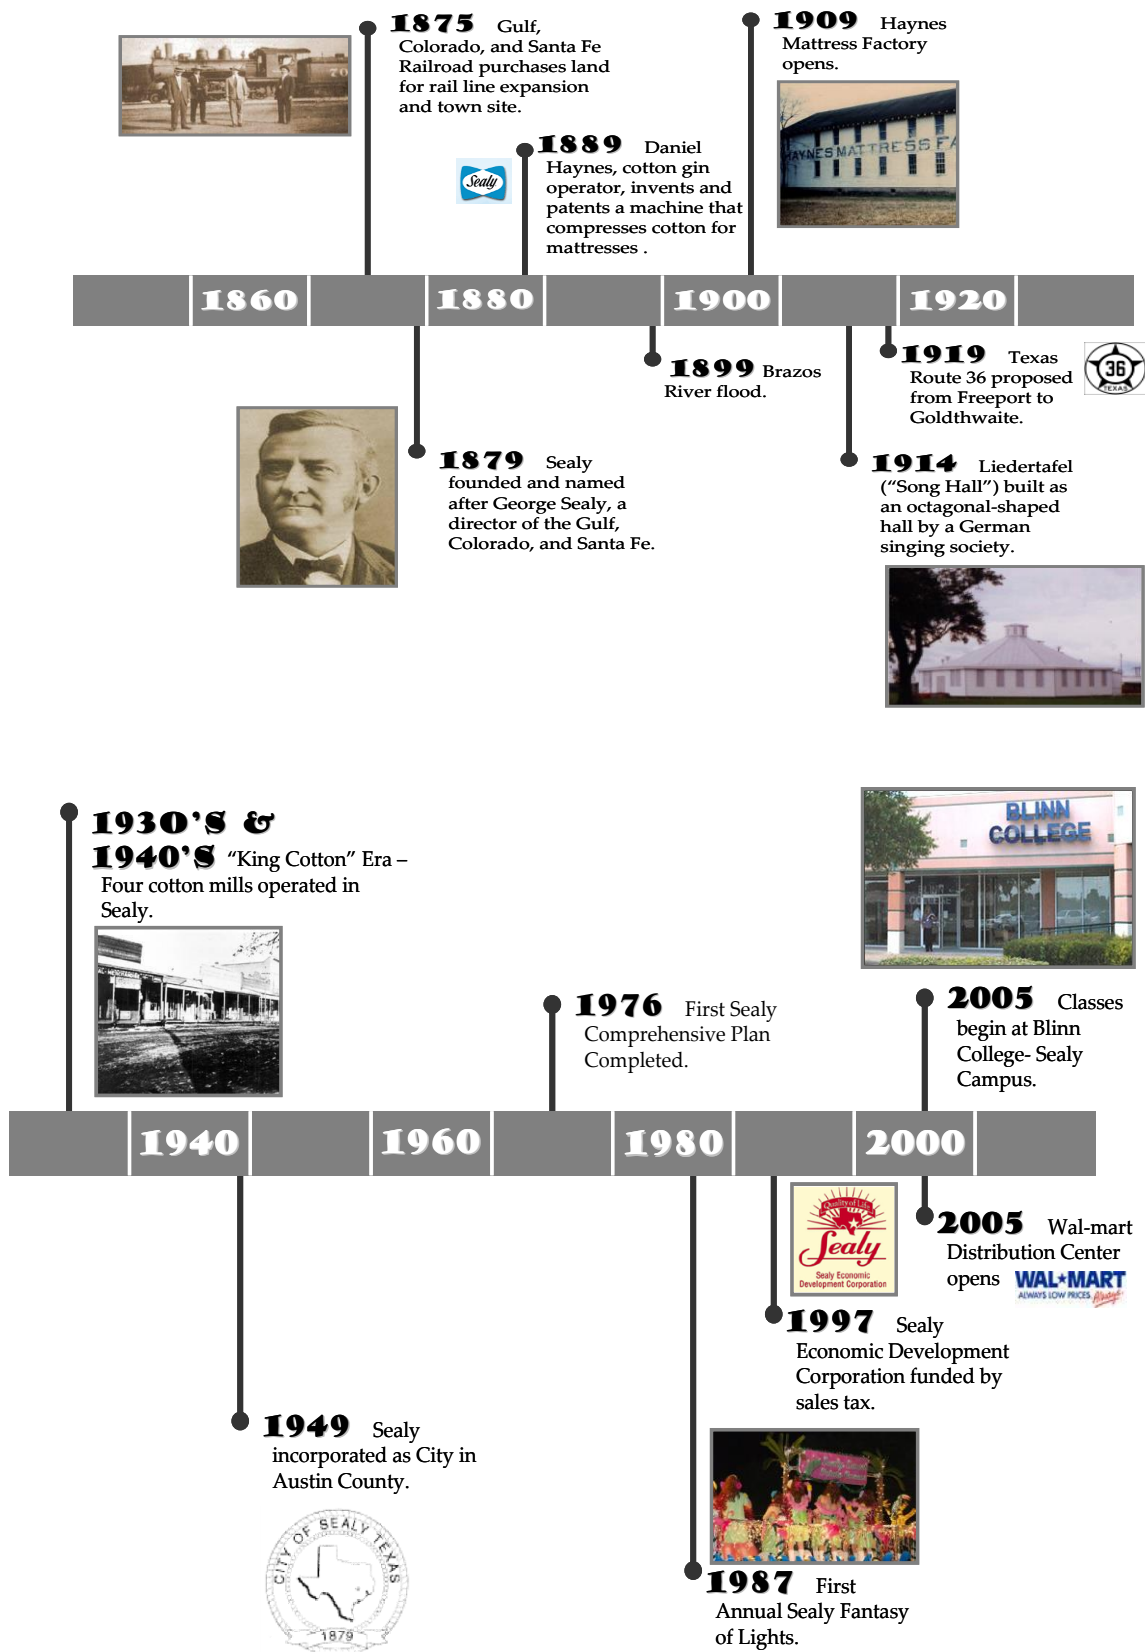 1875 Gulf,
Colorado, and Santa Fe
Railroad purchases land
for rail line expansion
and town site.
1909 Haynes
Mattress Factory
opens.
70
HAYNES MATTRESS FA
1889 Daniel
Haynes, cotton gin
operator, invents and
patents a machine that
compresses cotton for
mattresses .
Sealy
1860 1880 1900 1920
1899 Brazos
River flood.
1919 Texas
Route 36 proposed
from Freeport to
Goldthwaite.
36
TEXAS
1879 Sealy
founded and named
after George Sealy, a
director of the Gulf,
Colorado, and Santa Fe.
1914 Liedertafel
(“Song Hall”) built as
an octagonal-shaped
hall by a German
singing society.
1930’S &
1940’S “King Cotton” Era –
Four cotton mills operated in
Sealy.
BLINN
COLLEGE
BLINN
COLLEGE
1976 First Sealy
Comprehensive Plan
Completed.
2005 Classes
begin at Blinn
College- Sealy
Campus.
1940 1960 1980 2000
Quality of Life
Sealy
Sealy Economic
Development Corporation
2005 Wal-mart
Distribution Center
opens
WAL★MART
ALWAYS LOW PRICES. Always.
1997 Sealy
Economic Development
Corporation funded by
sales tax.
1949 Sealy
incorporated as City in
Austin County.
CITY OF SEALY TEXAS
1879
1987 First
Annual Sealy Fantasy
of Lights.